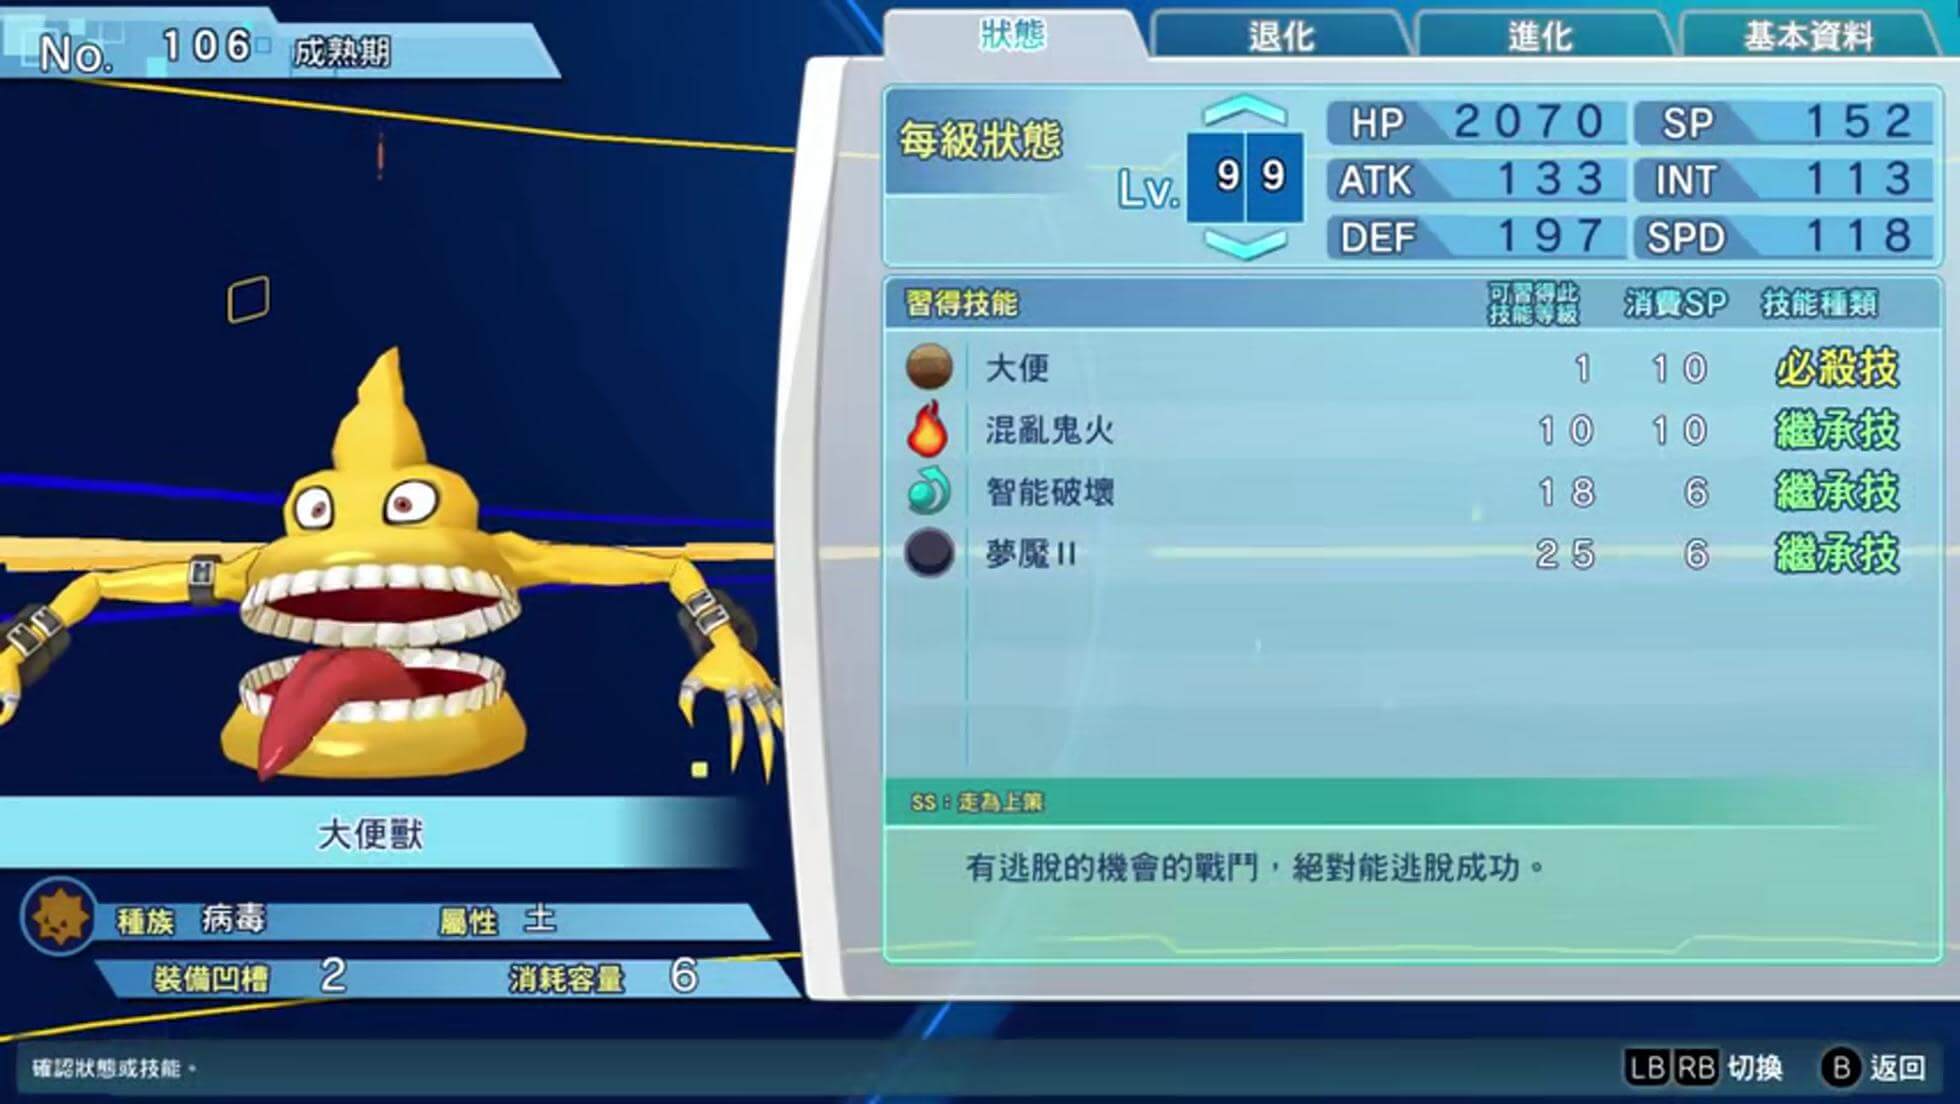 No. 106 成熟期
狀態 退化 進化 基本資料
每級狀態
Lv. 99
HP 2070 SP 152
ATK 133 INT 113
DEF 197 SPD 118
習得技能 可習得此技能等級 消費SP 技能種類
大便 1 10 必殺技
混亂鬼火 10 10 繼承技
智能破壞 18 6 繼承技
夢魘II 25 6 繼承技
SS：走為上策
有逃脫的機會的戰鬥，絕對能逃脫成功。
大便獸
種族 病毒 屬性 土
裝備凹槽 2 消耗容量 6
確認狀態或技能。
LB RB 切換 B 返回